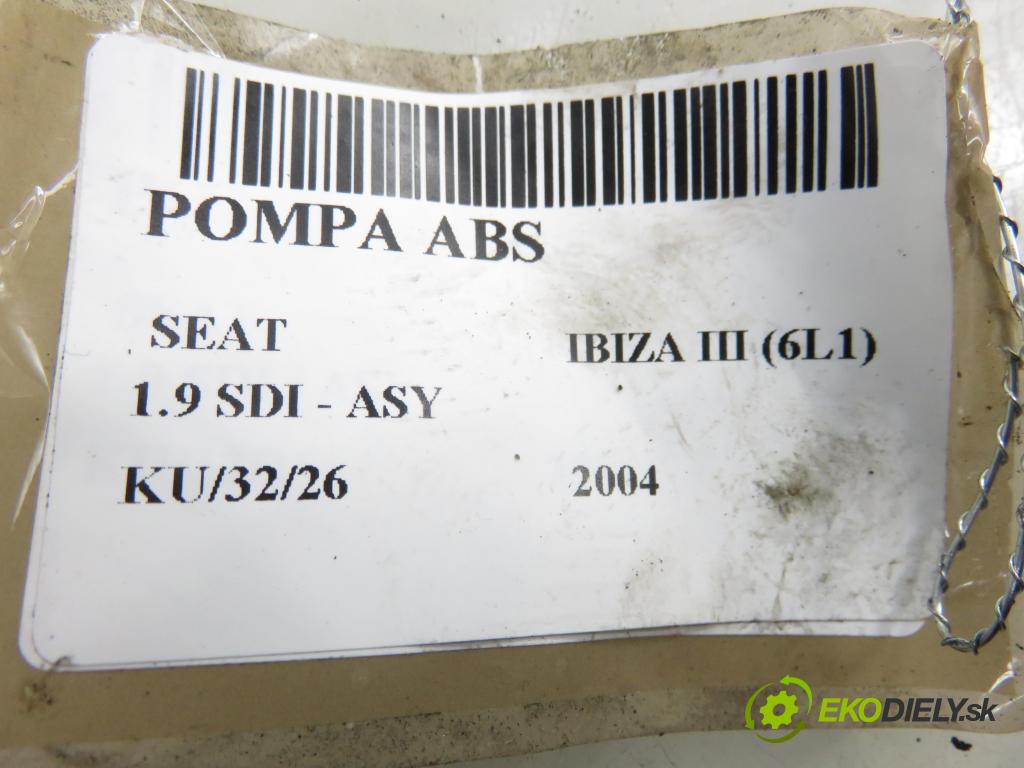 POMPA ABS
SEAT IBIZA III (6L1)
1.9 SDI - ASY
KU/32/26 2004
EKODIELY.sk